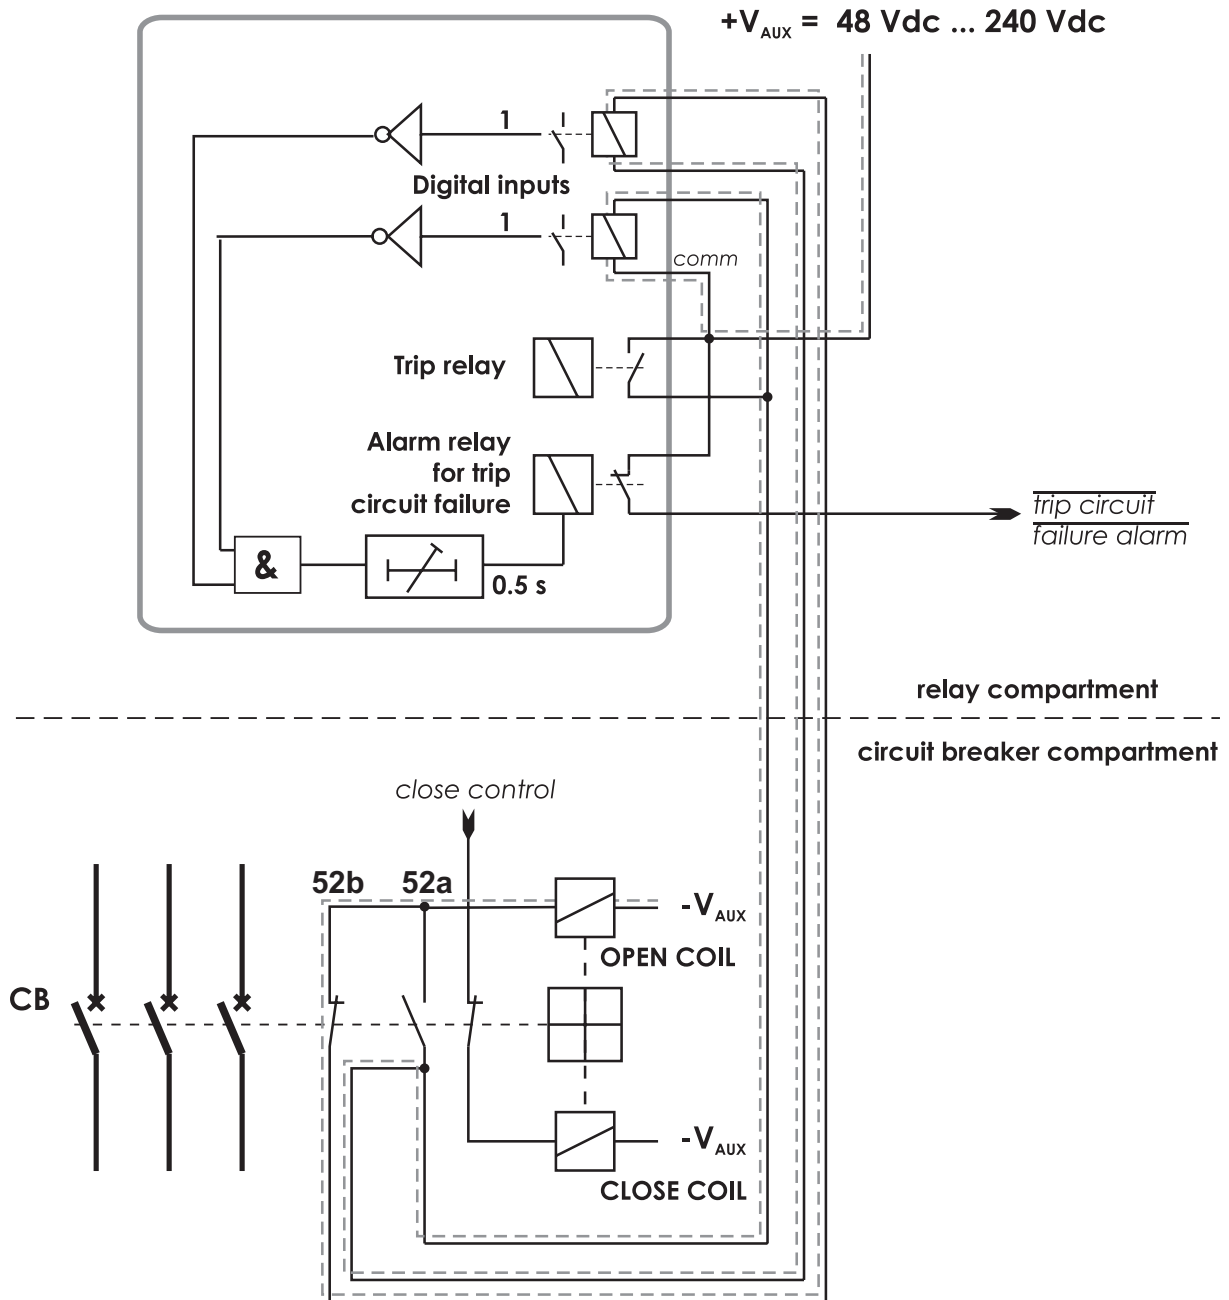 +VAUX = 48 Vdc ... 240 Vdc
1
Digital inputs
1
comm
Trip relay
Alarm relay
for trip
circuit failure
trip circuit
failure alarm
&
0.5 s
relay compartment
circuit breaker compartment
close control
52b 52a
-VAUX
OPEN COIL
CB
-VAUX
CLOSE COIL